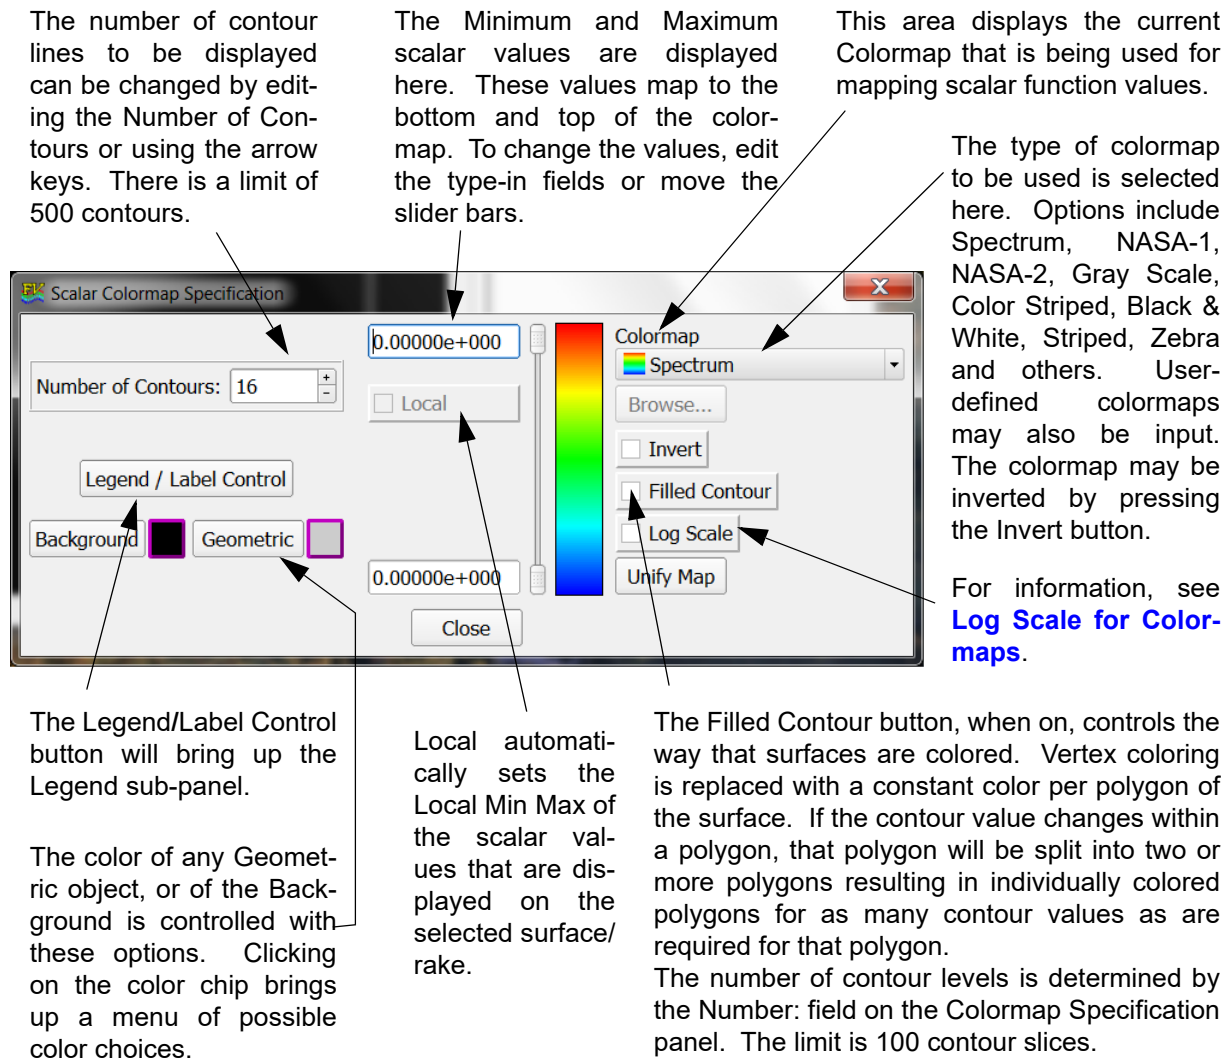 The number of contour
lines to be displayed
can be changed by edit-
ing the Number of Con-
tours or using the arrow
keys. There is a limit of
500 contours.
The Minimum and Maximum
scalar values are displayed
here. These values map to the
bottom and top of the color-
map. To change the values, edit
the type-in fields or move the
slider bars.
This area displays the current
Colormap that is being used for
mapping scalar function values.
The type of colormap
to be used is selected
here. Options include
Spectrum, NASA-1,
NASA-2, Gray Scale,
Color Striped, Black &
White, Striped, Zebra
and others. User-
defined colormaps
may also be input.
The colormap may be
inverted by pressing
the Invert button.
For information, see
Log Scale for Color-
maps.
FV Scalar Colormap Specification
X
Number of Contours: 16
+
-
Legend / Label Control
Background
Geometric
0.00000e+000
Local
0.00000e+000
Close
Colormap
Spectrum
Browse...
Invert
Filled Contour
Log Scale
Unify Map
The Legend/Label Control
button will bring up the
Legend sub-panel.
The color of any Geomet-
ric object, or of the Back-
ground is controlled with
these options. Clicking
on the color chip brings
up a menu of possible
color choices.
Local automati-
cally sets the
Local Min Max of
the scalar val-
ues that are dis-
played on the
selected surface/
rake.
The Filled Contour button, when on, controls the
way that surfaces are colored. Vertex coloring
is replaced with a constant color per polygon of
the surface. If the contour value changes within
a polygon, that polygon will be split into two or
more polygons resulting in individually colored
polygons for as many contour values as are
required for that polygon.
The number of contour levels is determined by
the Number: field on the Colormap Specification
panel. The limit is 100 contour slices.